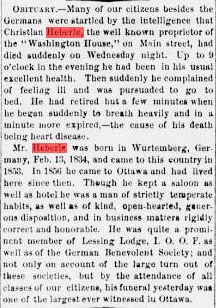 OBITUARY.—Many of our citizens besides the
Germans were startled by the intelligence that
Christian Heberle, the well known proprietor of
the "Washington House," on Main street, had
died suddenly on Wednesday night. Up to 9
o'clock in the evening he had been in his usual
excellent health. Then suddenly he complained
of feeling ill and was pursuaded to go to
bed. He had retired but a few minutes when
he began suddenly to breath heavily and in a
minute more expired,—the cause of his death
being heart disease.
Mr. Heberle was born in Wurtemberg, Ger-
many, Feb. 13, 1834, and came to this country in
1853. In 1856 he came to Ottawa and had lived
here since then. Though he kept a saloon as
well as hotel he was a man of strictly temperate
habits, as well as of kind, open-hearted, gener-
ous disposition, and in business matters rigidly
correct and honorable. He was quite a promi-
nent member of Lessing Lodge, I. O. O. F. as
well as of the German Benevolent Society; and
not only on account of the large turn out of
these societies, but by the attendance of all
classes of our citizens, his funeral yesterday was
one of the largest ever witnessed in Ottawa.